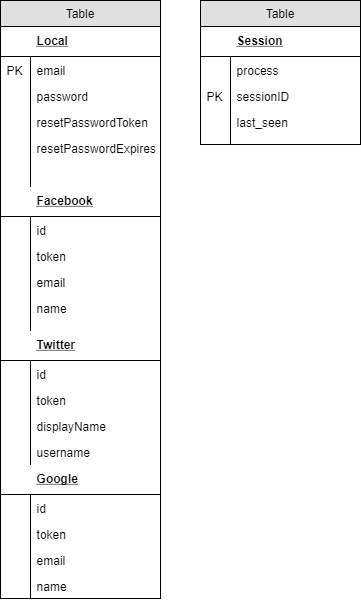 Table
Local
PK email
password
resetPasswordToken
resetPasswordExpires
Facebook
id
token
email
name
Twitter
id
token
displayName
username
Google
id
token
email
name
Table
Session
process
PK sessionID
last_seen